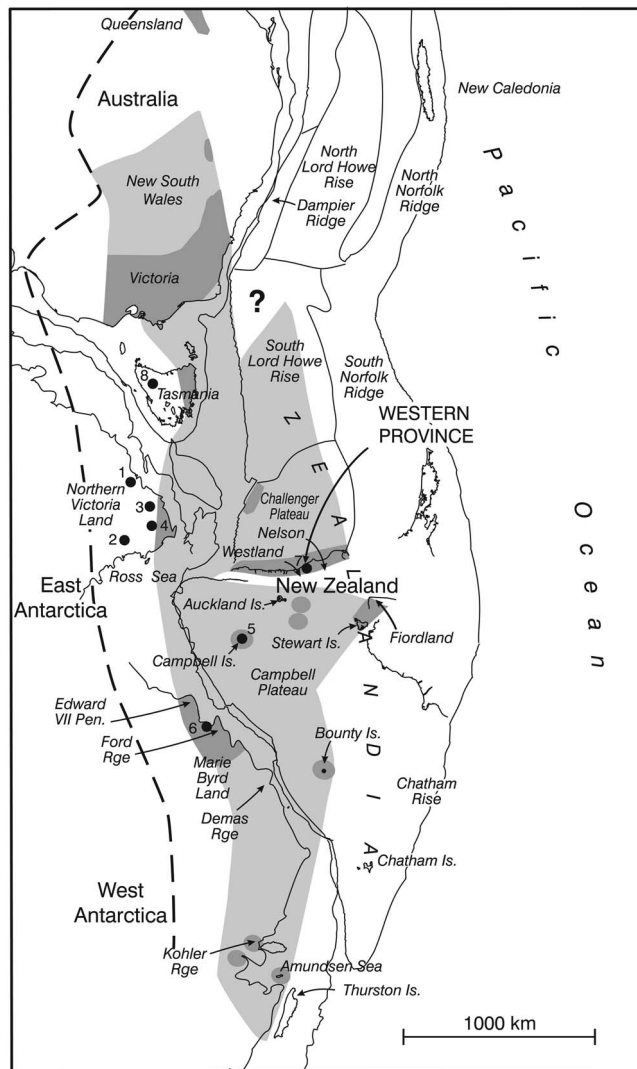 Queensland
Australia
New Caledonia
P a c i f i c
North
Lord Howe
Rise
North
Norfolk
Ridge
New South
Wales
Dampier
Ridge
Victoria
?
South
Lord Howe
Rise
South
Norfolk
Ridge
8
Tasmania
WESTERN
PROVINCE
Z E A L A N D I A
1
Northern
Victoria
Land
3
4
2
Challenger
Plateau
Nelson
Westland
7
O c e a n
Ross Sea
East
Antarctica
New Zealand
Auckland Is.
Stewart Is.
Fiordland
5
Campbell Is.
Campbell
Plateau
Edward
VII Pen.
Ford
Rge
6
Marie
Byrd
Land
Bounty Is.
Demas
Rge
Chatham
Rise
Chatham Is.
West
Antarctica
Kohler
Rge
Amundsen Sea
Thurston Is.
1000 km